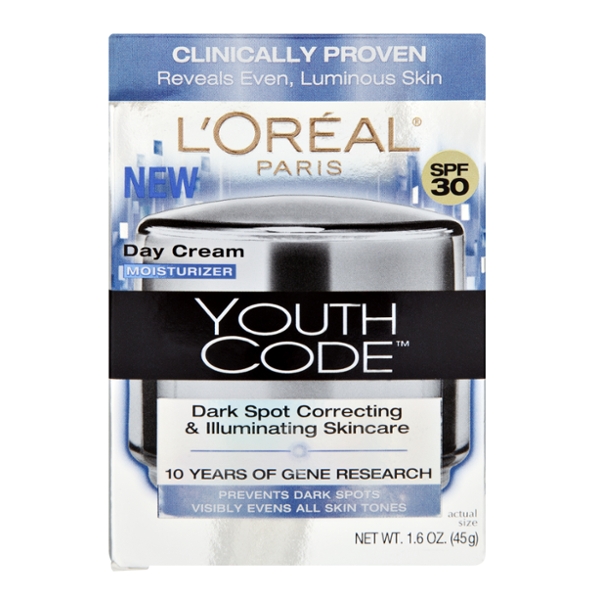 CLINICALLY PROVEN
Reveals Even, Luminous Skin
L'ORÉAL®
PARIS
NEW
SPF
30
Day Cream
MOISTURIZER
YOUTH
CODE™
Dark Spot Correcting
& Illuminating Skincare
10 YEARS OF GENE RESEARCH
PREVENTS DARK SPOTS
VISIBLY EVENS ALL SKIN TONES
actual
size
NET WT. 1.6 OZ. (45g)